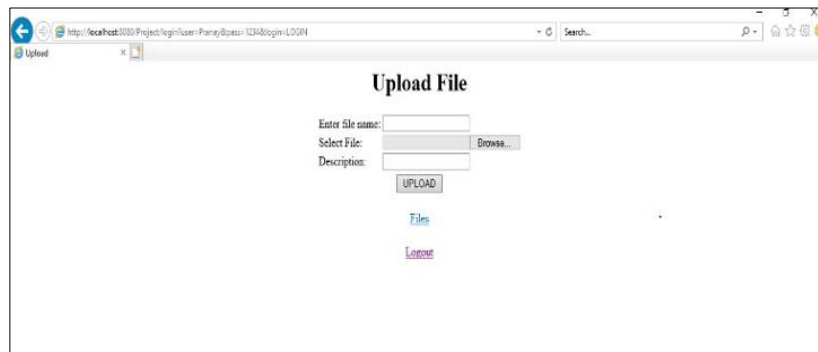 http://localhost:8080/Project/login?user=Pranay&pass=1234&login=LOGIN
Search...
Upload
Upload File
Enter file name:
Select File:
Browse...
Description:
UPLOAD
Files
Logout